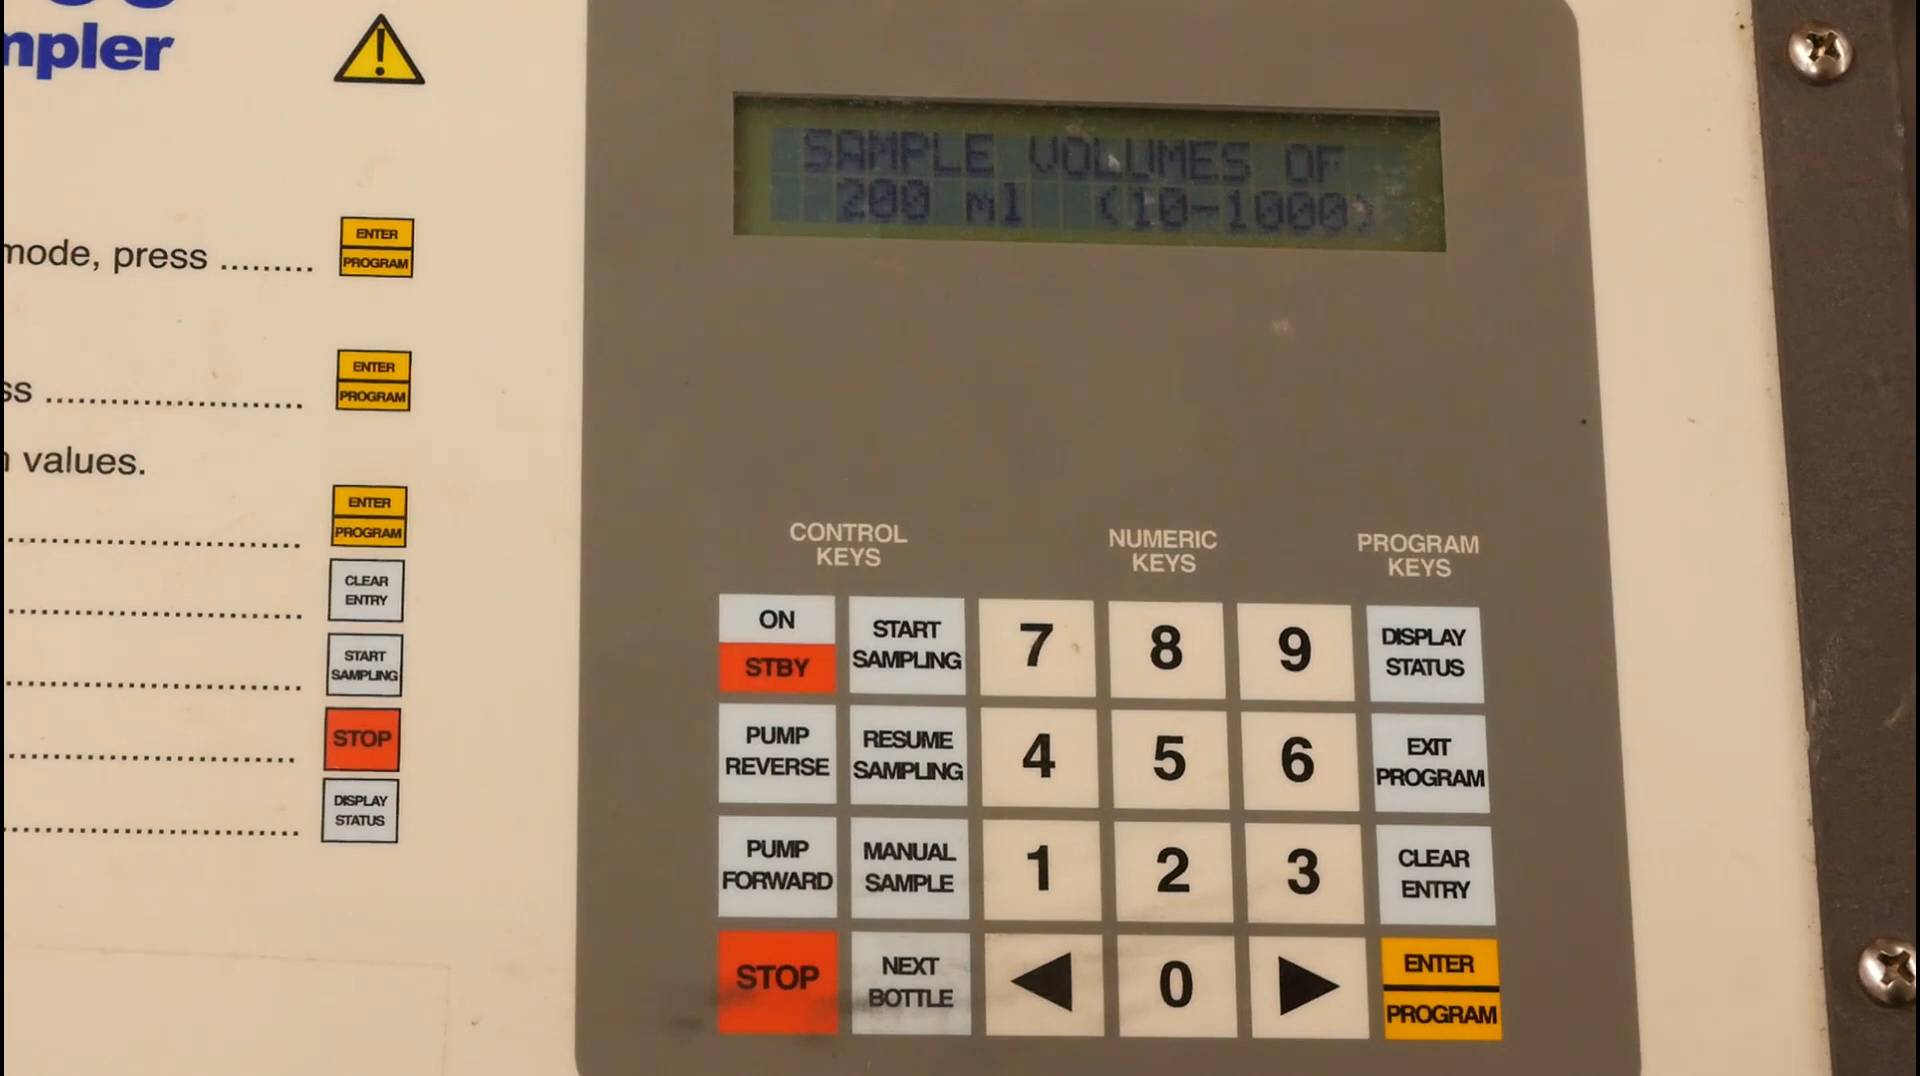 mpler
mode, press .........
ENTER
PROGRAM
ss ......................
ENTER
PROGRAM
values.
ENTER
PROGRAM
CLEAR
ENTRY
START
SAMPLING
STOP
DISPLAY
STATUS
SAMPLE VOLUMES OF
200 ml (10-1000)
CONTROL
KEYS
NUMERIC
KEYS
PROGRAM
KEYS
ON
STBY
START
SAMPLING
7
8
9
DISPLAY
STATUS
PUMP
REVERSE
RESUME
SAMPLING
4
5
6
EXIT
PROGRAM
PUMP
FORWARD
MANUAL
SAMPLE
1
2
3
CLEAR
ENTRY
STOP
NEXT
BOTTLE
0
ENTER
PROGRAM